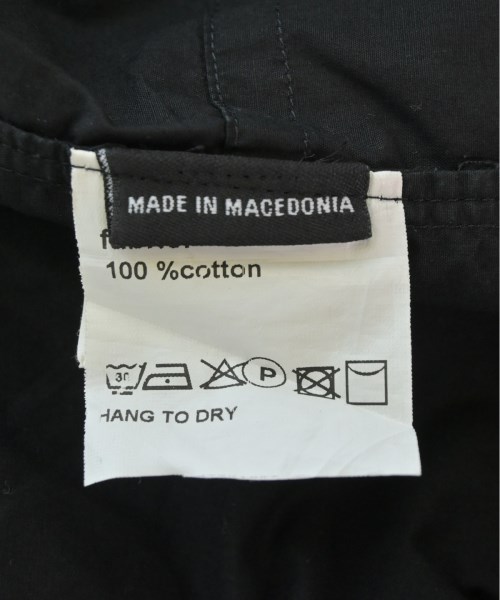 MADE IN MACEDONIA
100 %cotton
30
P
HANG TO DRY